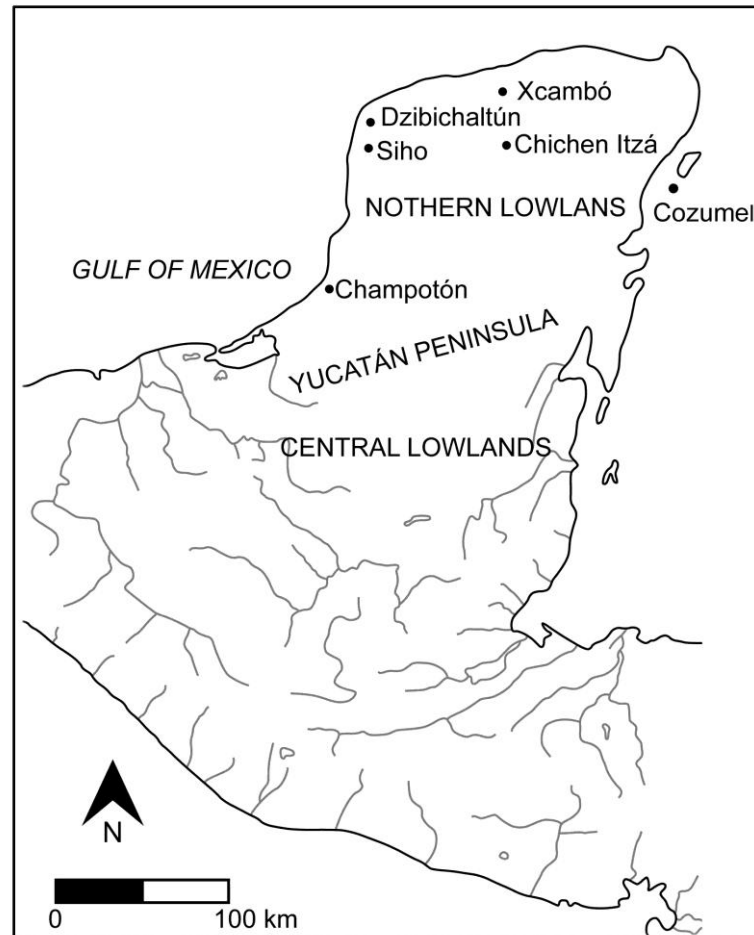 Xcambó
Dzibichaltún
Siho
Chichen Itzá
NOTHERN LOWLANS
Cozumel
GULF OF MEXICO
Champotón
YUCATÁN PENINSULA
CENTRAL LOWLANDS
N
0 100 km